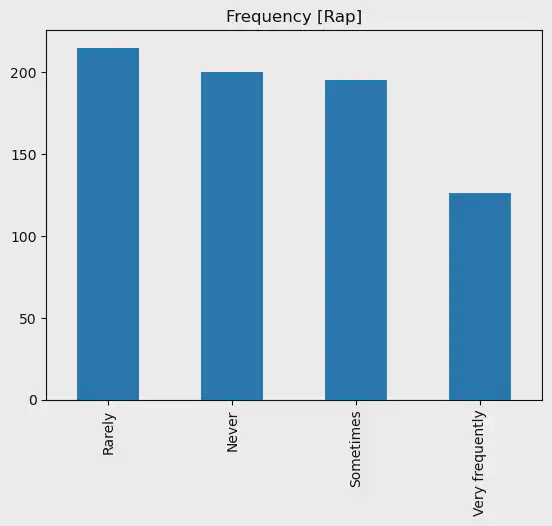 Frequency [Rap]
200
150
100
50
0
Rarely
Never
Sometimes
Very frequently